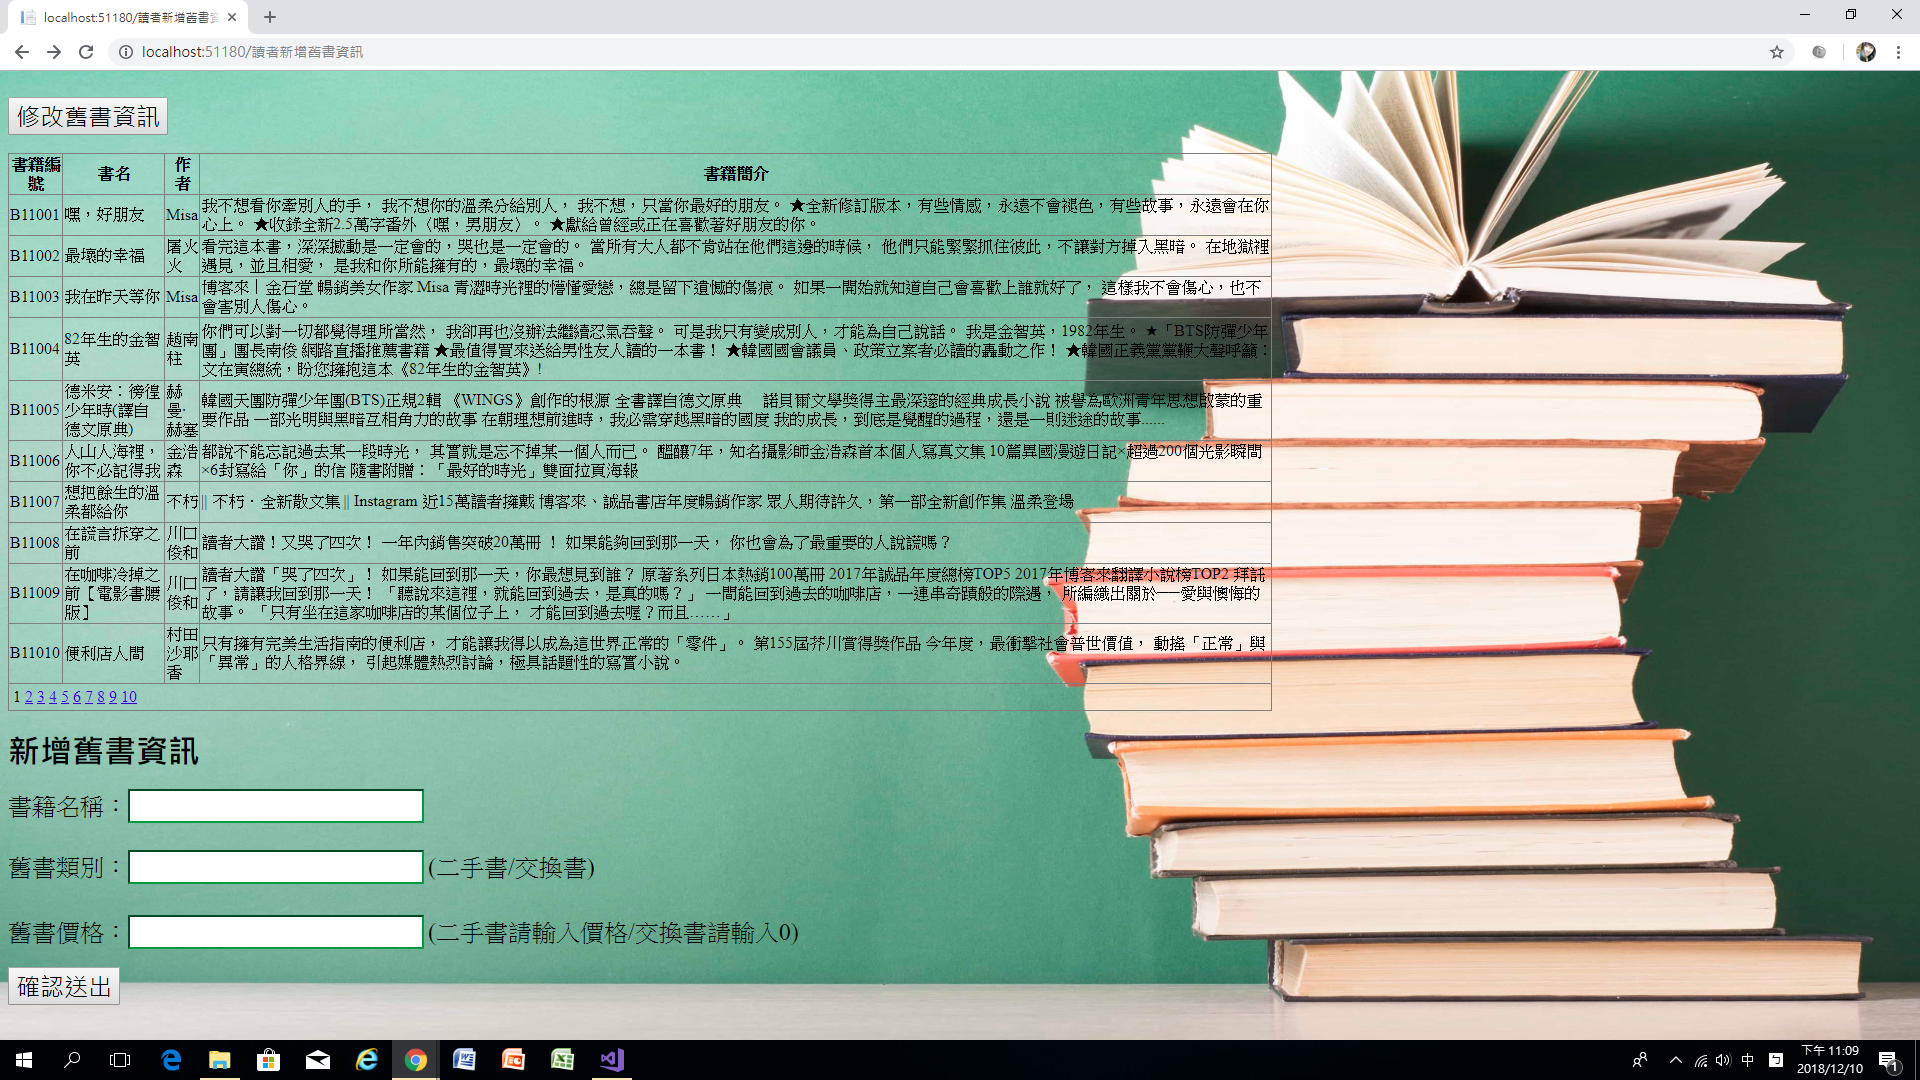 localhost:51180/讀者新增舊書資
localhost:51180/讀者新增舊書資訊
修改舊書資訊
書籍編號 書名 作者 書籍簡介
B11001 嘿，好朋友 Misa 我不想看你牽別人的手， 我不想你的溫柔分給別人， 我不想，只當你最好的朋友。 ★全新修訂版本，有些情感，永遠不會褪色，有些故事，永遠會在你
心上。 ★收錄全新2.5萬字番外〈嘿，男朋友〉。 ★獻給曾經或正在喜歡著好朋友的你。
B11002 最壞的幸福 屠火火 看完這本書，深深撼動是一定會的，哭也是一定會的。 當所有大人都不肯站在他們這邊的時候， 他們只能緊緊抓住彼此，不讓對方掉入黑暗。 在地獄裡
遇見，並且相愛， 是我和你所能擁有的，最壞的幸福。
B11003 我在昨天等你 Misa 博客來｜金石堂 暢銷美女作家 Misa 青澀時光裡的懵懂愛戀，總是留下遺憾的傷痕。 如果一開始就知道自己會喜歡上誰就好了， 這樣我不會傷心，也不
會害別人傷心。
B11004 82年生的金智英 趙南柱 你們可以對一切都覺得理所當然， 我卻再也沒辦法繼續忍氣吞聲。 可是我只有變成別人，才能為自己說話。 我是金智英，1982年生。 ★「BTS防彈少年
團」團長南俊 網路直播推薦書籍 ★最值得買來送給男性友人讀的一本書！ ★韓國國會議員、政策立案者必讀的轟動之作！ ★韓國正義黨黨鞭大聲呼籲：
文在寅總統，盼您擁抱這本《82年生的金智英》!
B11005 德米安：徬徨少年時(譯自德文原典) 赫曼·赫塞 韓國天團防彈少年團(BTS)正規2輯 《WINGS》創作的根源 全書譯自德文原典 諾貝爾文學獎得主最深邃的經典成長小說 被譽為歐洲青年思想啟蒙的重
要作品 一部光明與黑暗互相角力的故事 在朝理想前進時，我必需穿越黑暗的國度 我的成長，到底是覺醒的過程，還是一則迷途的故事......
B11006 人山人海裡，你不必記得我 金浩森 都說不能忘記過去某一段時光， 其實就是忘不掉某一個人而已。 醞釀7年，知名攝影師金浩森首本個人寫真文集 10篇異國漫遊日記×超過200個光影瞬間
×6封寫給「你」的信 隨書附贈：「最好的時光」雙面拉頁海報
B11007 想把餘生的溫柔都給你 不朽 || 不朽．全新散文集 || Instagram 近15萬讀者擁戴 博客來、誠品書店年度暢銷作家 眾人期待許久，第一部全新創作集 溫柔登場
B11008 在謊言拆穿之前 川口俊和 讀者大讚！又哭了四次！ 一年內銷售突破20萬冊 ！ 如果能夠回到那一天， 你也會為了最重要的人說謊嗎？
B11009 在咖啡冷掉之前【電影書腰版】 川口俊和 讀者大讚「哭了四次」！ 如果能回到那一天，你最想見到誰？ 原著系列日本熱銷100萬冊 2017年誠品年度總榜TOP5 2017年博客來翻譯小說榜TOP2 拜託
了，請讓我回到那一天！ 「聽說來這裡，就能回到過去，是真的嗎？」 一間能回到過去的咖啡店，一連串奇蹟般的際遇， 所編織出關於──愛與懊悔的
故事。 「只有坐在這家咖啡店的某個位子上， 才能回到過去喔？而且……」
B11010 便利店人間 村田沙耶香 只有擁有完美生活指南的便利店， 才能讓我得以成為這世界正常的「零件」。 第155屆芥川賞得獎作品 今年度，最衝擊社會普世價值， 動搖「正常」與
「異常」的人格界線， 引起媒體熱烈討論，極具話題性的寫實小說。
1 2 3 4 5 6 7 8 9 10
新增舊書資訊
書籍名稱：
舊書類別： (二手書/交換書)
舊書價格： (二手書請輸入價格/交換書請輸入0)
確認送出
中
下午 11:09
2018/12/10
1